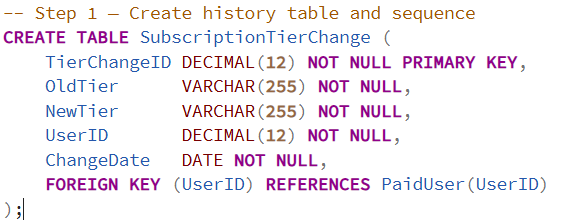 -- Step 1 — Create history table and sequence
CREATE TABLE SubscriptionTierChange (
    TierChangeID DECIMAL(12) NOT NULL PRIMARY KEY,
    OldTier      VARCHAR(255) NOT NULL,
    NewTier      VARCHAR(255) NOT NULL,
    UserID       DECIMAL(12) NOT NULL,
    ChangeDate   DATE NOT NULL,
    FOREIGN KEY (UserID) REFERENCES PaidUser(UserID)
);